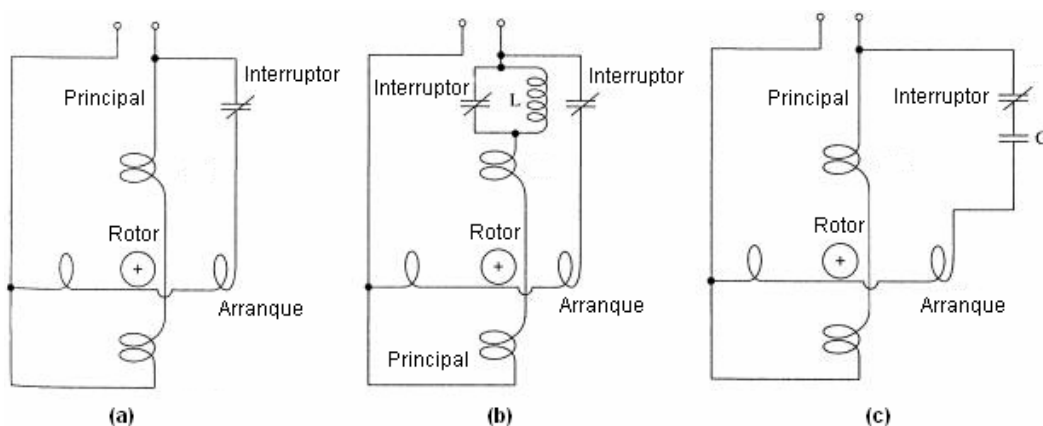 Principal
Interruptor
Rotor
Arranque
(a)
Interruptor
Interruptor
L
Rotor
Arranque
Principal
(b)
Principal
Interruptor
C
Rotor
Arranque
(c)